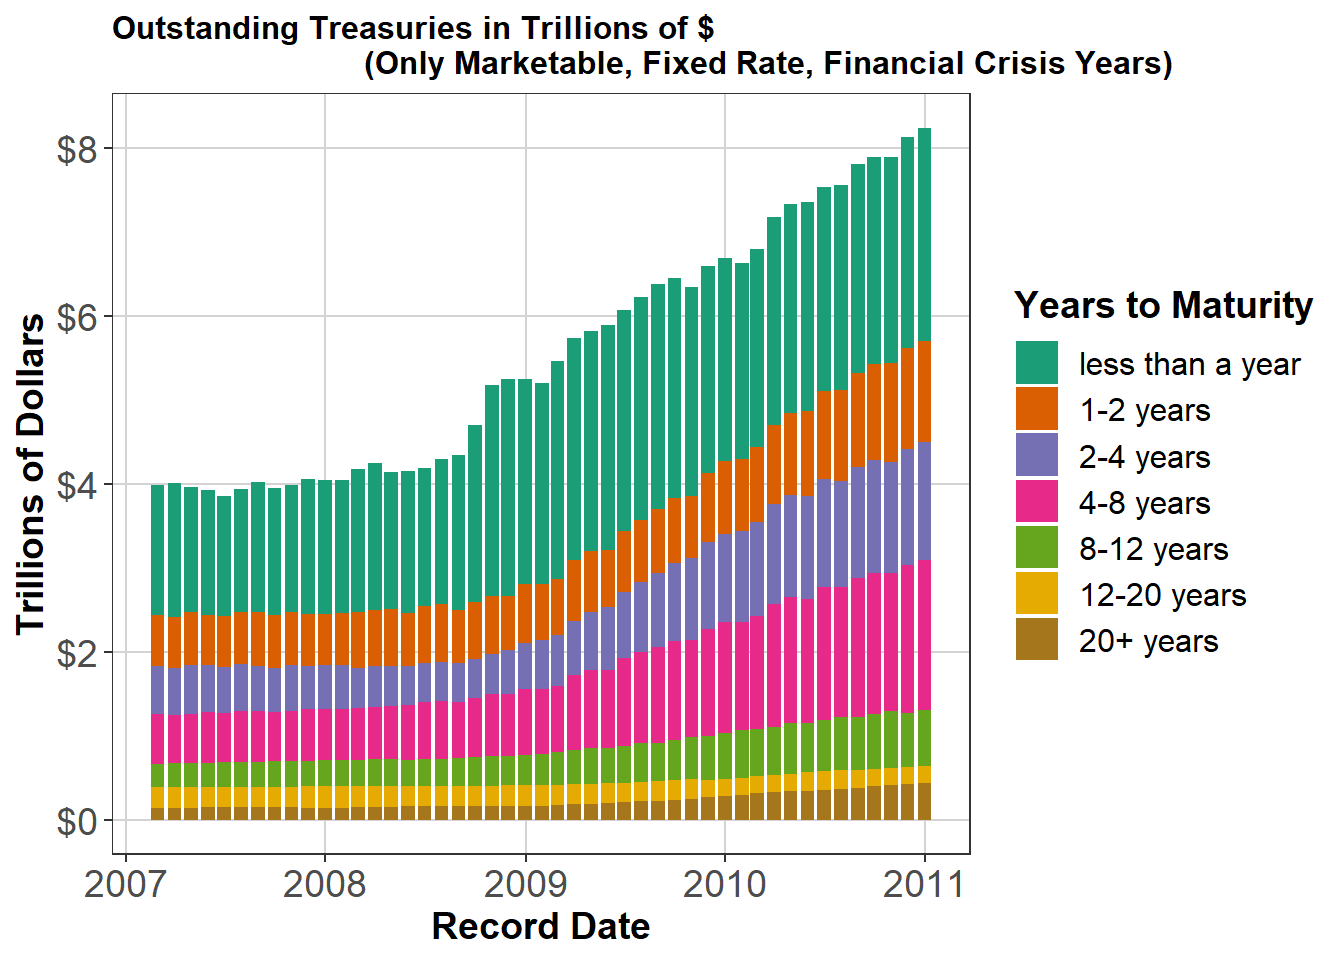 Outstanding Treasuries in Trillions of $
(Only Marketable, Fixed Rate, Financial Crisis Years)
$8
$6
$4
$2
$0
Trillions of Dollars
2007 2008 2009 2010 2011
Record Date
Years to Maturity
less than a year
1-2 years
2-4 years
4-8 years
8-12 years
12-20 years
20+ years